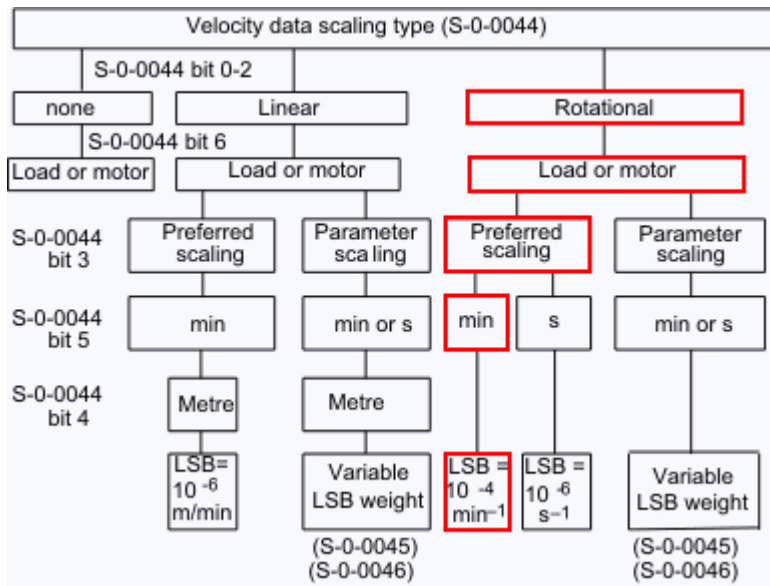 Velocity data scaling type (S-0-0044)
S-0-0044 bit 0-2
none
Linear
Rotational
S-0-0044 bit 6
Load or motor
Load or motor
Load or motor
S-0-0044
bit 3
Preferred
scaling
Parameter
sca ling
Preferred
scaling
Parameter
scaling
S-0-0044
bit 5
min
min or s
min
s
min or s
S-0-0044
bit 4
Metre
Metre
LSB=
10 -6
m/min
Variable
LSB weight
LSB =
10 -4
min–1
LSB =
10 -6
s–1
Variable
LSB weight
(S-0-0045)
(S-0-0046)
(S-0-0045)
(S-0-0046)